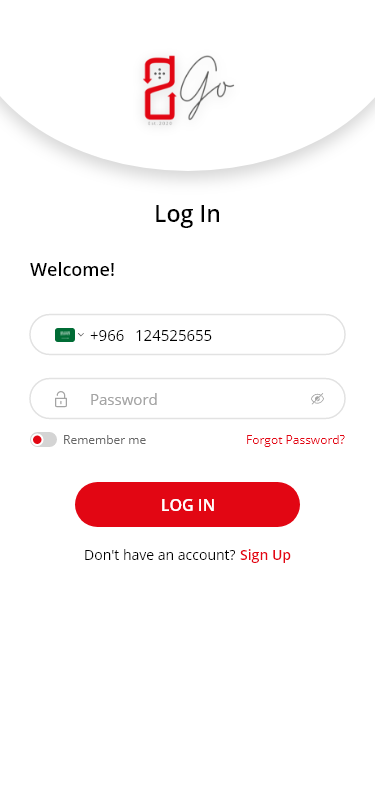 Go
Est.2023
Log In
Welcome!
+966 124525655
Password
Remember me
Forgot Password?
LOG IN
Don't have an account? Sign Up